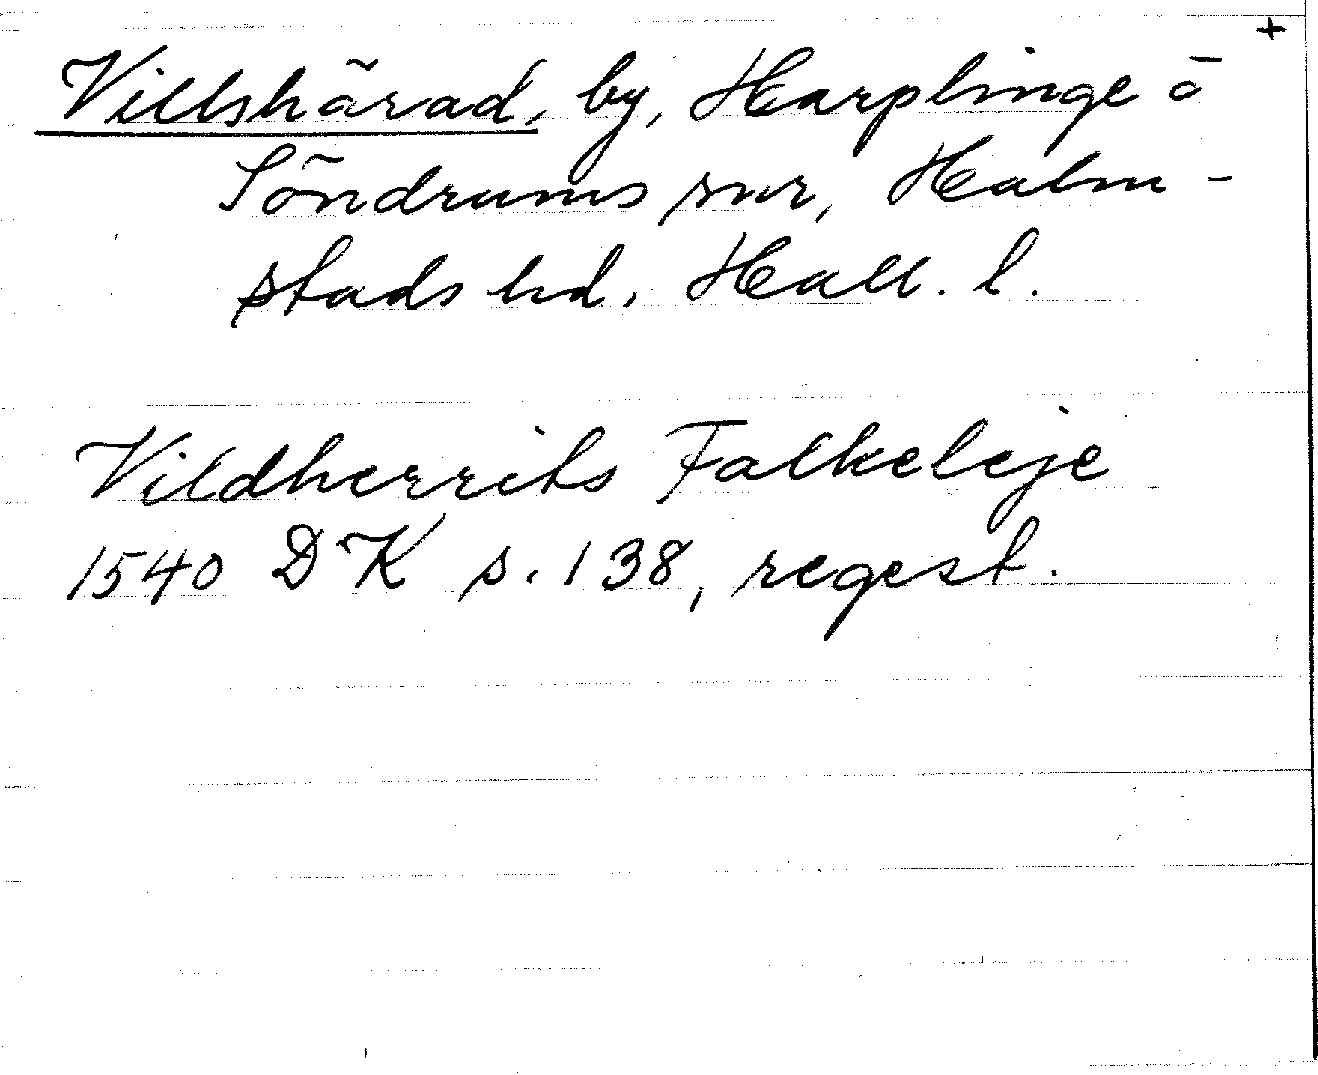 +
Villshärad, by, Harplinge o
Söndrums snr, Halm-
stads hd, Hall. l.
Vildherrits Falkeleje
1540 DK s. 138, regest.